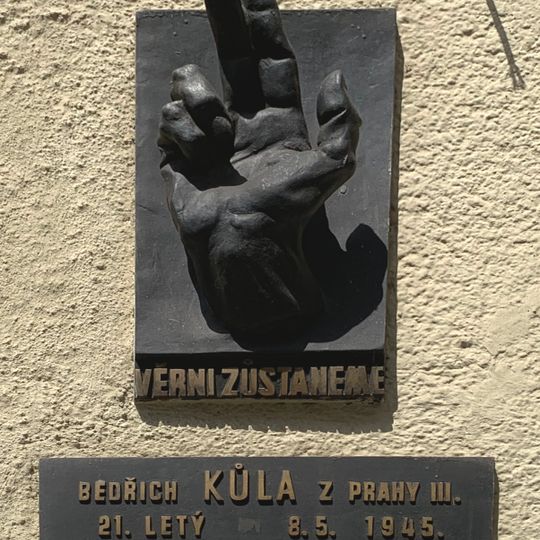 VĚRNI ZŮSTANEME
BEDŘICH KŮLA Z PRAHY III.
21. LETÝ 8.5. 1945.